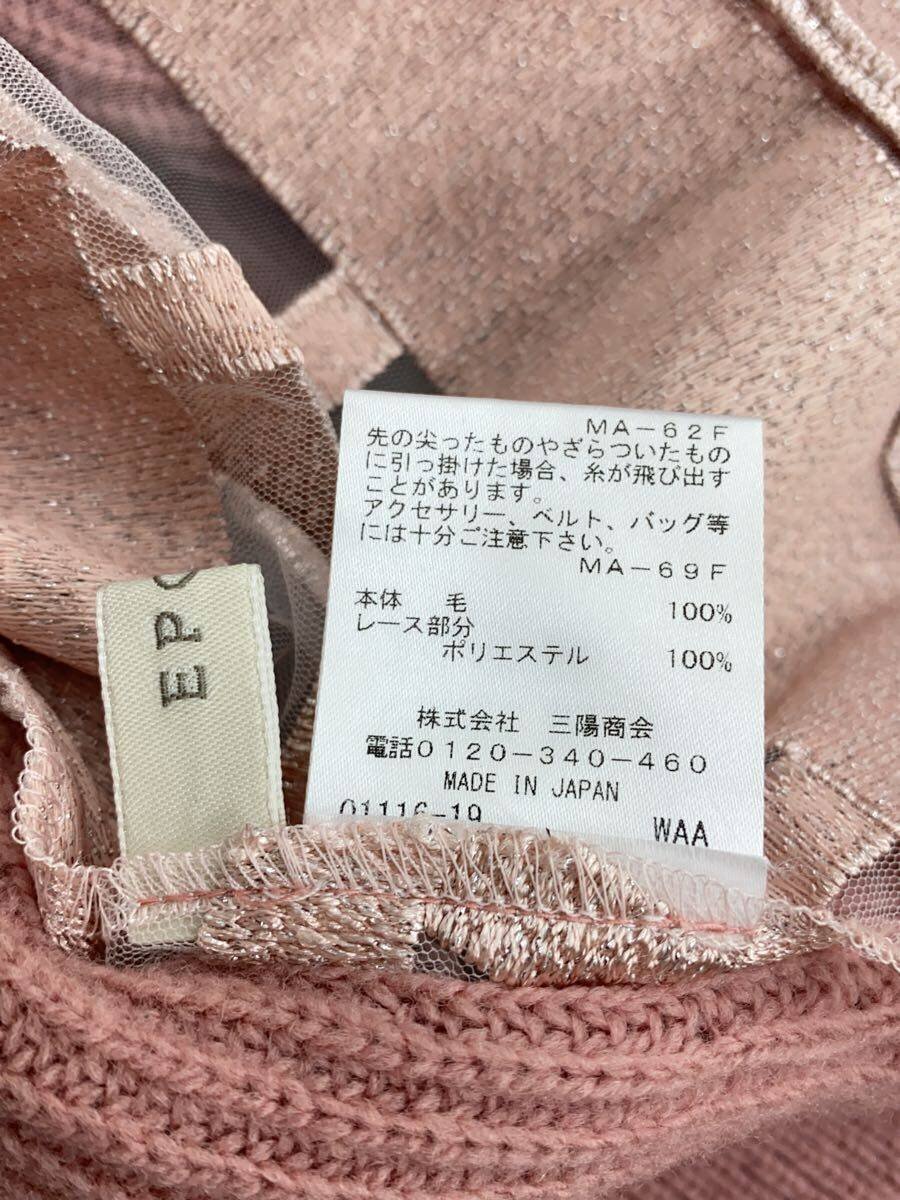 MA-62F
先の尖ったものやざらついたもの
に引っ掛けた場合、糸が飛び出す
ことがあります。
アクセサリー、ベルト、バッグ等
には十分ご注意下さい。
MA-69F
本体 毛 100%
レース部分
ポリエステル 100%
株式会社 三陽商会
電話0120-340-460
MADE IN JAPAN
01116-19 WAA
EPO